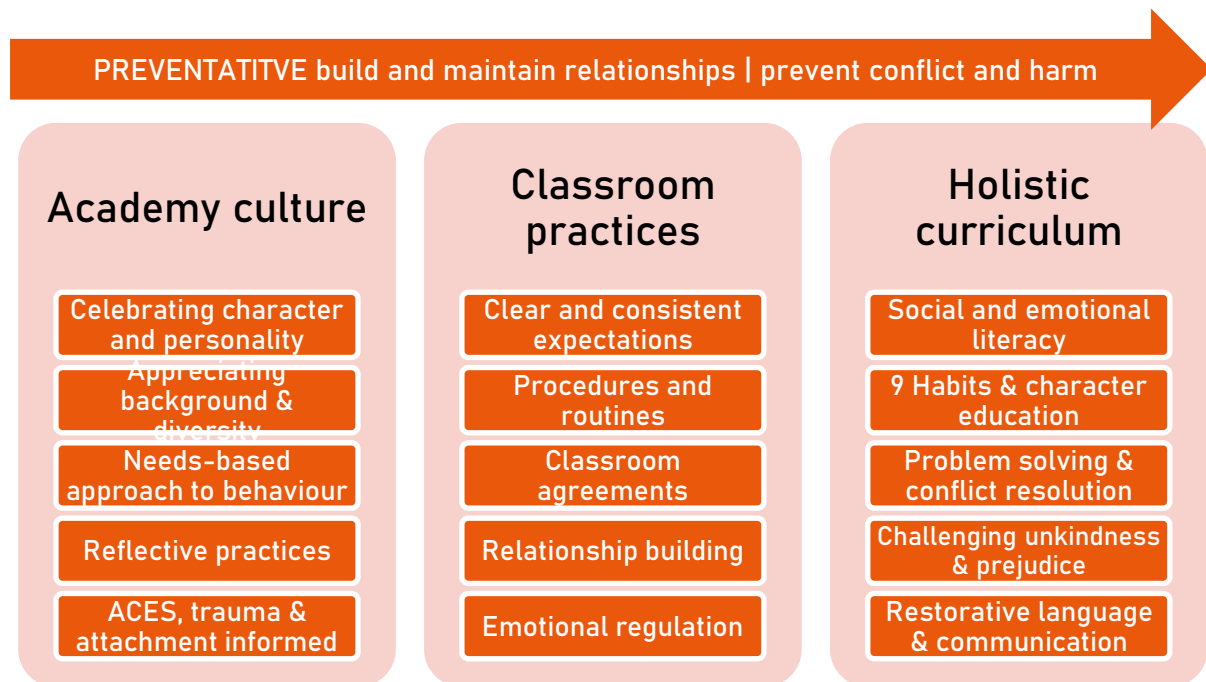 PREVENTATITVE build and maintain relationships | prevent conflict and harm
Academy culture
Celebrating character
and personality
Appreciating
background &
diversity
Needs-based
approach to behaviour
Reflective practices
ACES, trauma &
attachment informed
Classroom
practices
Clear and consistent
expectations
Procedures and
routines
Classroom
agreements
Relationship building
Emotional regulation
Holistic
curriculum
Social and emotional
literacy
9 Habits & character
education
Problem solving &
conflict resolution
Challenging unkindness
& prejudice
Restorative language
& communication